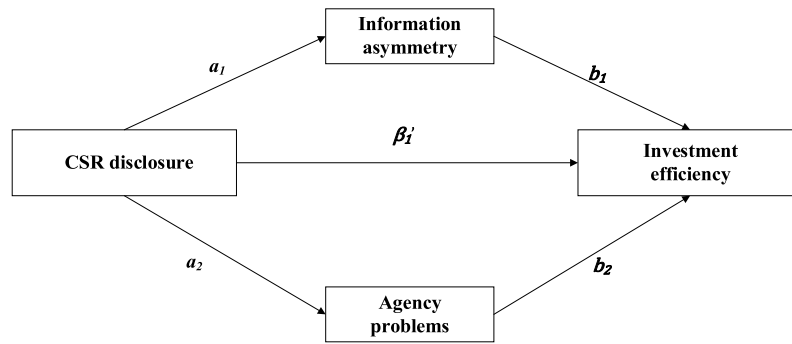 Information
asymmetry
a₁
b₁
β₁'
CSR disclosure
Investment
efficiency
a₂
b₂
Agency
problems